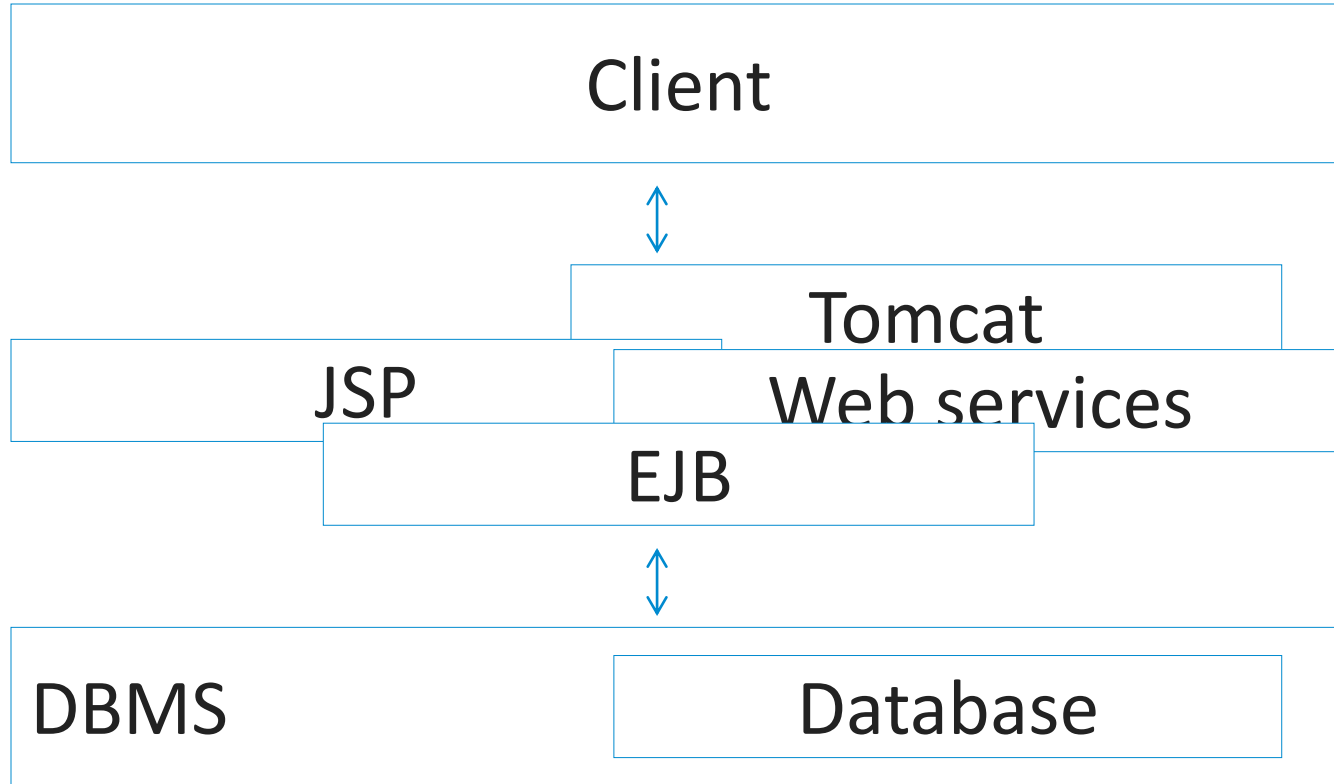 Client
Tomcat
JSP
Web services
EJB
DBMS
Database